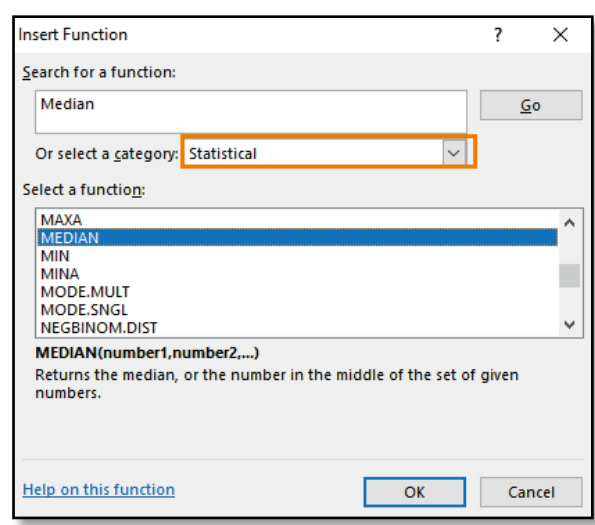 Insert Function ? ×
Search for a function:
Median
Go
Or select a category: Statistical
Select a function:
MAXA
MEDIAN
MIN
MINA
MODE.MULT
MODE.SNGL
NEGBINOM.DIST
MEDIAN(number1,number2,...)
Returns the median, or the number in the middle of the set of given
numbers.
Help on this function
OK
Cancel